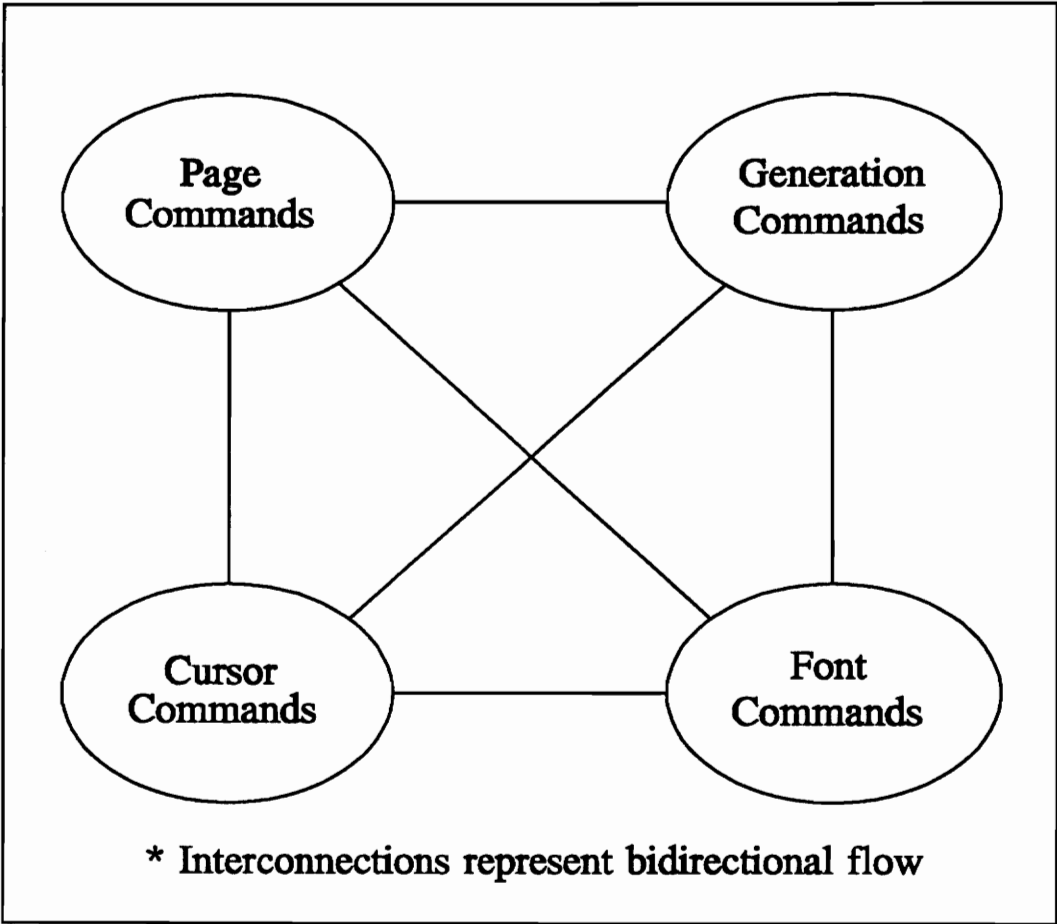 Page
Commands
Generation
Commands
Cursor
Commands
Font
Commands
* Interconnections represent bidirectional flow